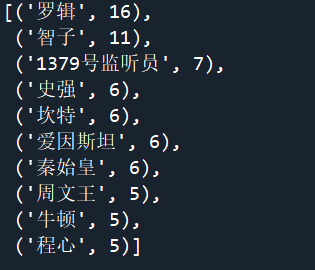 [('罗辑', 16),
('智子', 11),
('1379号监听员', 7),
('史强', 6),
('坎特', 6),
('爱因斯坦', 6),
('秦始皇', 6),
('周文王', 5),
('牛顿', 5),
('程心', 5)]